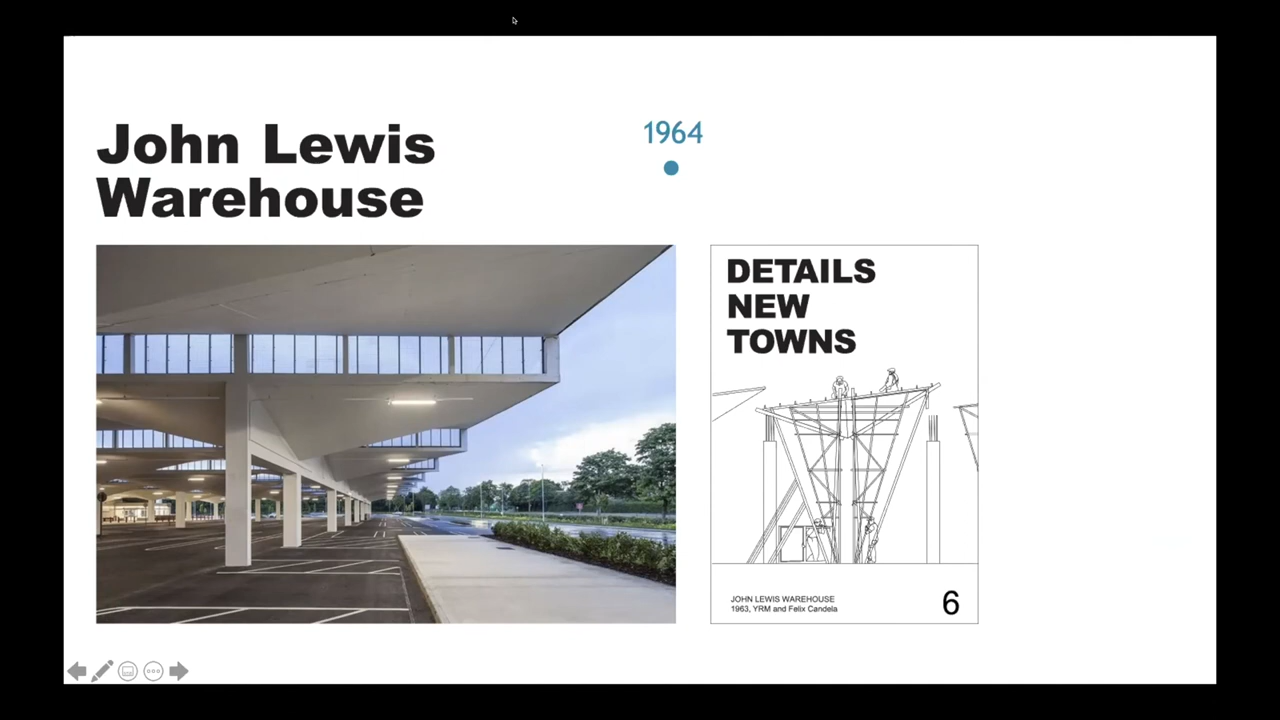 John Lewis
Warehouse
1964
DETAILS
NEW
TOWNS
JOHN LEWIS WAREHOUSE
1963, YRM and Felix Candela
6